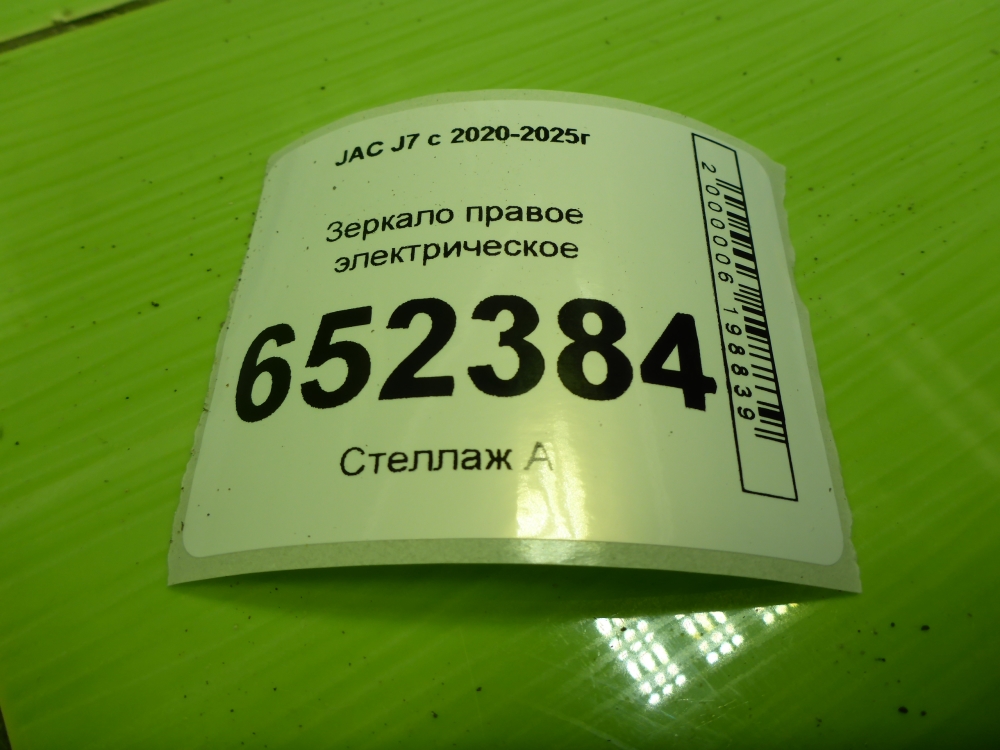 JAC J7 с 2020-2025г
Зеркало правое
электрическое
652384
Стеллаж А
2000006198839